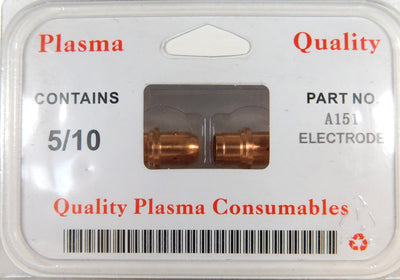 Plasma Quality
CONTAINS
5/10
PART NO.
A151
ELECTRODE
Quality Plasma Consumables